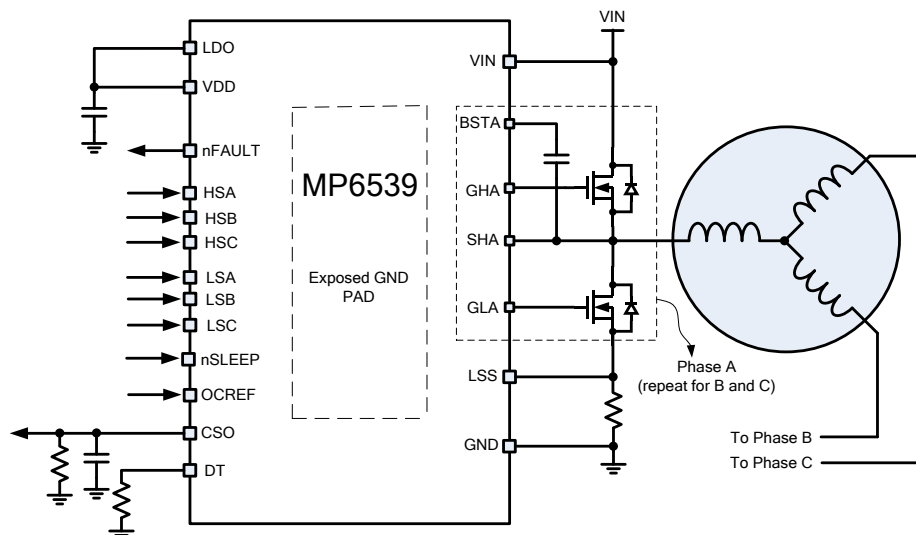 VIN
LDO
VDD
nFAULT
HSA
HSB
HSC
LSA
LSB
LSC
nSLEEP
OCREF
CSO
DT
MP6539
Exposed GND
PAD
VIN
BSTA
GHA
SHA
GLA
LSS
GND
Phase A
(repeat for B and C)
To Phase B
To Phase C